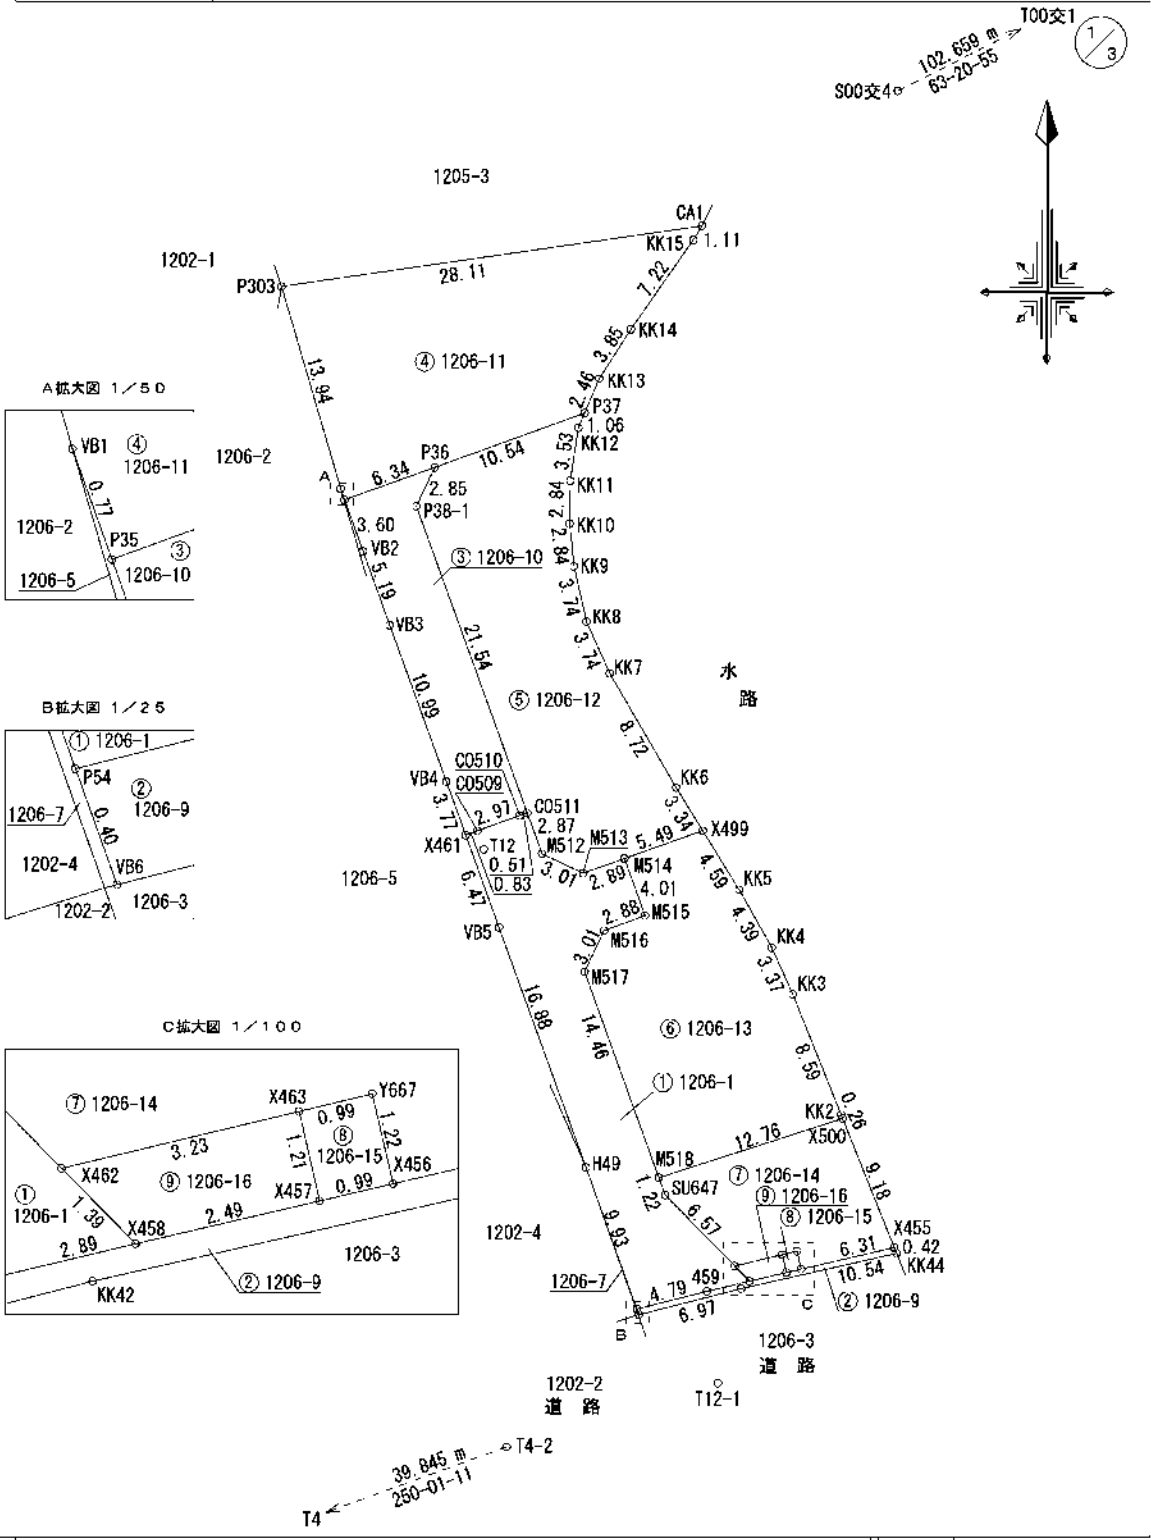 T00交1
1/3
102.659 m
63-20-55
S00交4
1205-3
CA1
KK15
1.11
1202-1
P303
28.11
7.22
KK14
④ 1206-11
3.85
13.94
KK13
2.46
P37
1.06
KK12
3.53
A拡大図 1/50
VB1
④
1206-11
0.77
1206-2
P35
③
1206-10
1206-5
1206-2
A
P36
6.34
10.54
2.85
P38-1
KK11
2.84
KK10
2.84
KK9
3.60
VB2
5.19
③ 1206-10
3.74
KK8
VB3
3.74
KK7
21.54
水
路
10.99
⑤ 1206-12
8.72
B拡大図 1/25
① 1206-1
P54
②
1206-9
1206-7
0.40
1202-4
VB6
1202-2
1206-3
C0510
C0509
VB4
KK6
3.77
2.97
C0511
2.87
3.34
X499
X461
T12
M512
M513
5.49
M514
0.51
0.83
3.01
2.89
4.01
4.59
KK5
1206-5
6.47
VB5
2.88
M515
M516
4.39
KK4
3.01
M517
3.37
KK3
16.88
14.46
⑥ 1206-13
8.59
① 1206-1
C拡大図 1/100
⑦ 1206-14
X463
0.99
Y667
3.23
1.21
⑧
1206-15
1.22
X462
⑨ 1206-16
X457
0.99
X456
①
1206-1
1.39
X458
2.49
2.89
1206-3
KK42
② 1206-9
KK2
0.26
X500
12.76
H49
M518
⑦ 1206-14
1.22
SU647
⑨ 1206-16
⑧ 1206-15
9.18
6.57
1202-4
9.93
X455
6.31
0.42
KK44
10.54
1206-7
4.79
459
6.97
C
② 1206-9
B
1206-3
道 路
1202-2
道 路
T12-1
T4-2
39.845 m
250-01-11
T4